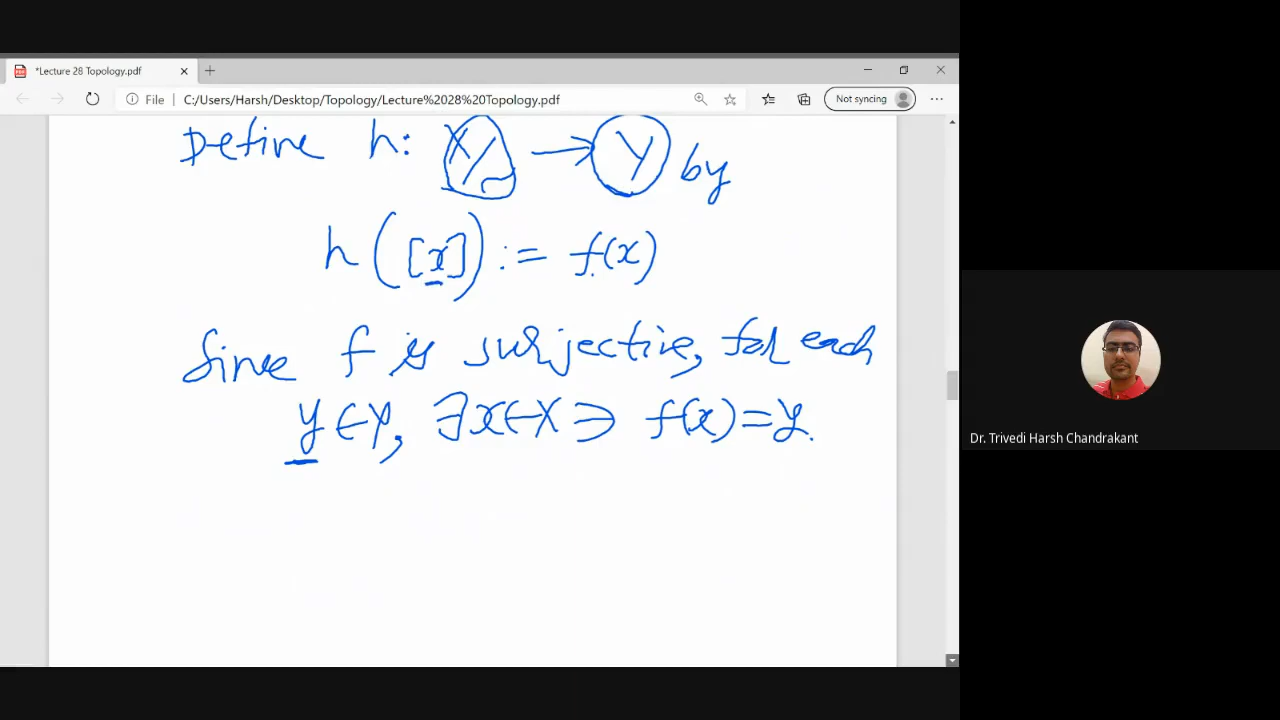 *Lecture 28 Topology.pdf
File | C:/Users/Harsh/Desktop/Topology/Lecture%2028%20Topology.pdf
Not syncing
Define h: X/~ → Y by
h([x]) := f(x)
Since f is surjective, for each
y ∈ Y, ∃ x ∈ X ∋ f(x) = y.
Dr. Trivedi Harsh Chandrakant